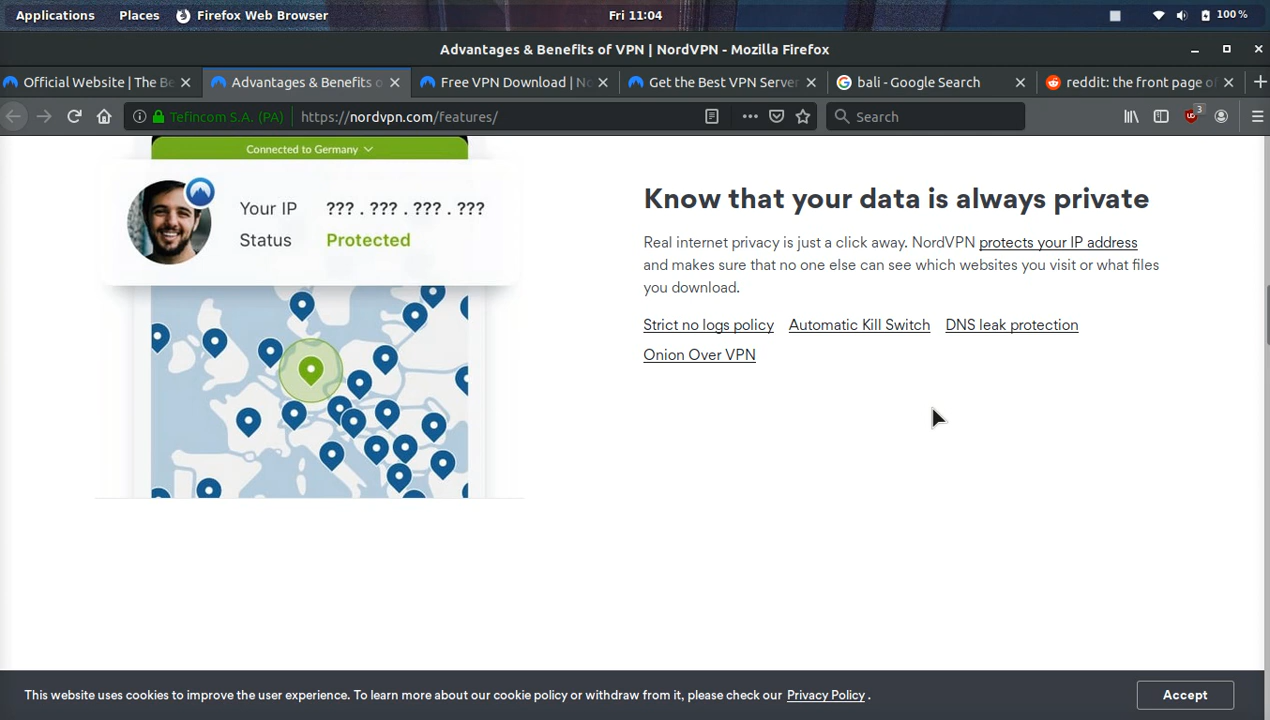 Applications Places Firefox Web Browser Fri 11:04 100%
Advantages & Benefits of VPN | NordVPN - Mozilla Firefox
Official Website | The Be Advantages & Benefits o Free VPN Download | No Get the Best VPN Server bali - Google Search reddit: the front page of
Tefincom S.A. (PA) https://nordvpn.com/features/ Search 3
Connected to Germany
Your IP ??? . ??? . ??? . ???
Status Protected
Know that your data is always private
Real internet privacy is just a click away. NordVPN protects your IP address
and makes sure that no one else can see which websites you visit or what files
you download.
Strict no logs policy Automatic Kill Switch DNS leak protection
Onion Over VPN
This website uses cookies to improve the user experience. To learn more about our cookie policy or withdraw from it, please check our Privacy Policy . Accept